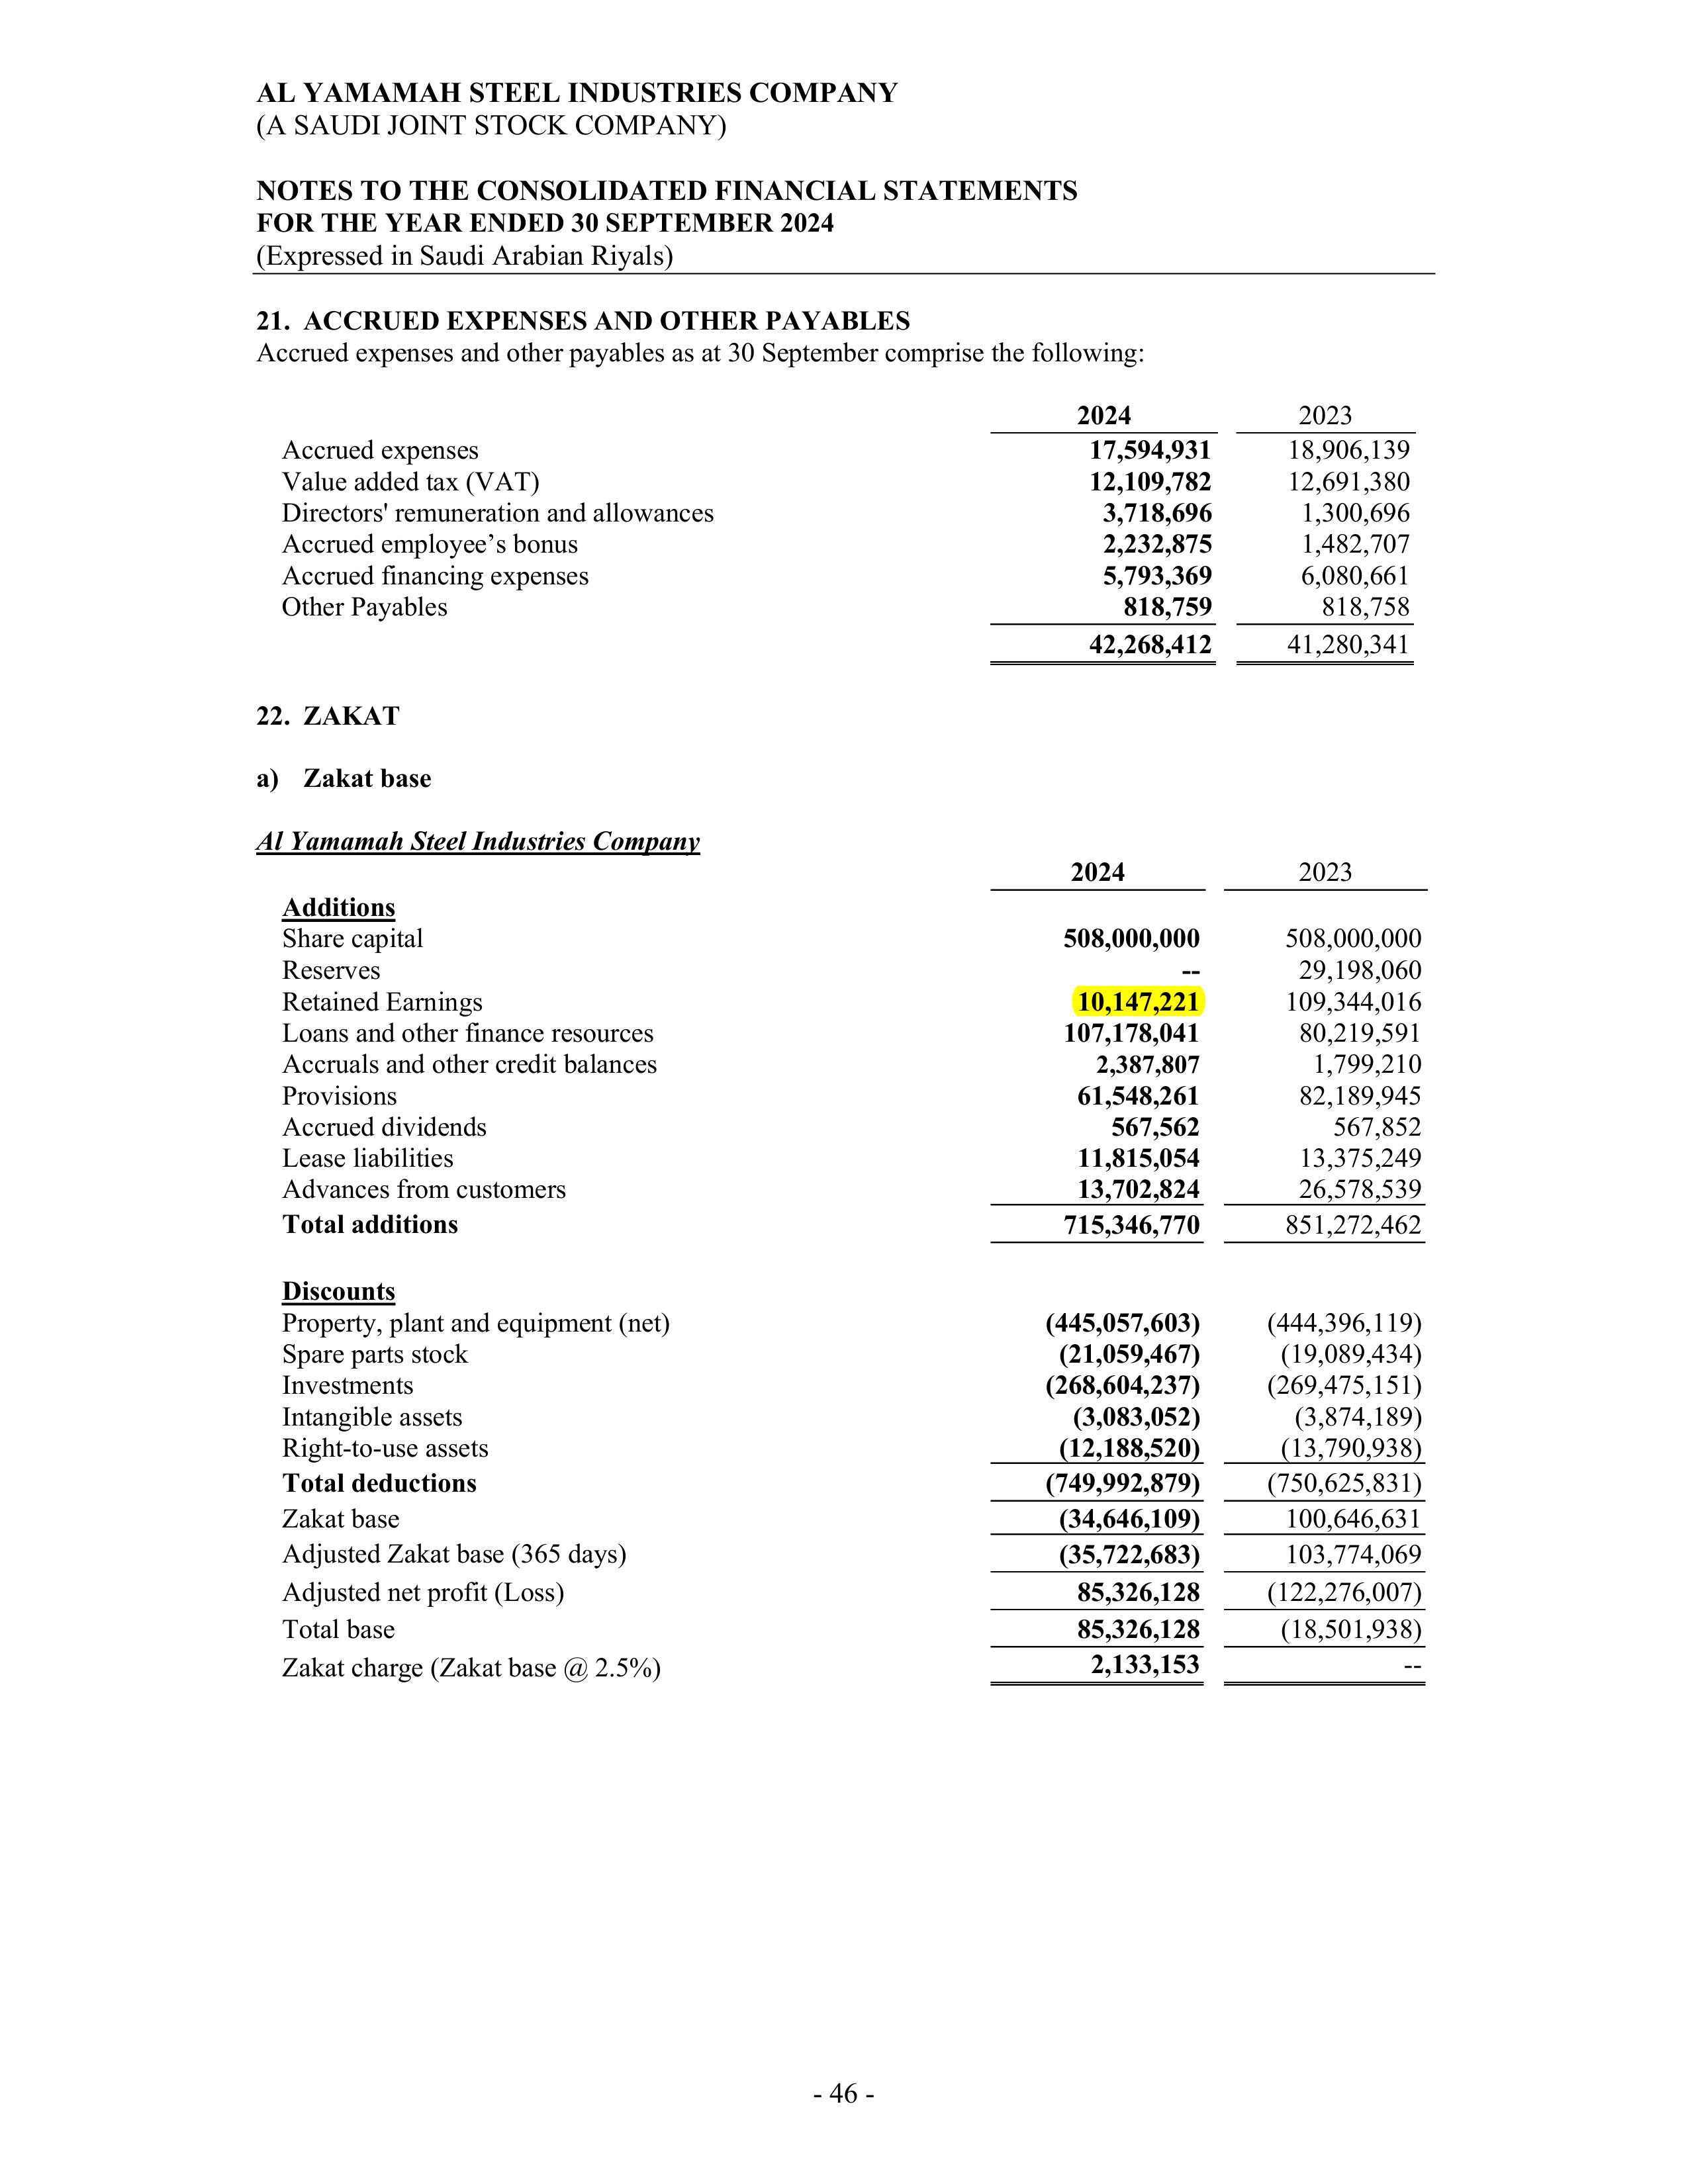 AL YAMAMAH STEEL INDUSTRIES COMPANY
(A SAUDI JOINT STOCK COMPANY)
NOTES TO THE CONSOLIDATED FINANCIAL STATEMENTS
FOR THE YEAR ENDED 30 SEPTEMBER 2024
(Expressed in Saudi Arabian Riyals)
21. ACCRUED EXPENSES AND OTHER PAYABLES
Accrued expenses and other payables as at 30 September comprise the following:
2024 2023
Accrued expenses 17,594,931 18,906,139
Value added tax (VAT) 12,109,782 12,691,380
Directors' remuneration and allowances 3,718,696 1,300,696
Accrued employee’s bonus 2,232,875 1,482,707
Accrued financing expenses 5,793,369 6,080,661
Other Payables 818,759 818,758
42,268,412 41,280,341
22. ZAKAT
a) Zakat base
Al Yamamah Steel Industries Company
2024 2023
Additions
Share capital 508,000,000 508,000,000
Reserves -- 29,198,060
Retained Earnings 10,147,221 109,344,016
Loans and other finance resources 107,178,041 80,219,591
Accruals and other credit balances 2,387,807 1,799,210
Provisions 61,548,261 82,189,945
Accrued dividends 567,562 567,852
Lease liabilities 11,815,054 13,375,249
Advances from customers 13,702,824 26,578,539
Total additions 715,346,770 851,272,462
Discounts
Property, plant and equipment (net) (445,057,603) (444,396,119)
Spare parts stock (21,059,467) (19,089,434)
Investments (268,604,237) (269,475,151)
Intangible assets (3,083,052) (3,874,189)
Right-to-use assets (12,188,520) (13,790,938)
Total deductions (749,992,879) (750,625,831)
Zakat base (34,646,109) 100,646,631
Adjusted Zakat base (365 days) (35,722,683) 103,774,069
Adjusted net profit (Loss) 85,326,128 (122,276,007)
Total base 85,326,128 (18,501,938)
Zakat charge (Zakat base @ 2.5%) 2,133,153 --
- 46 -